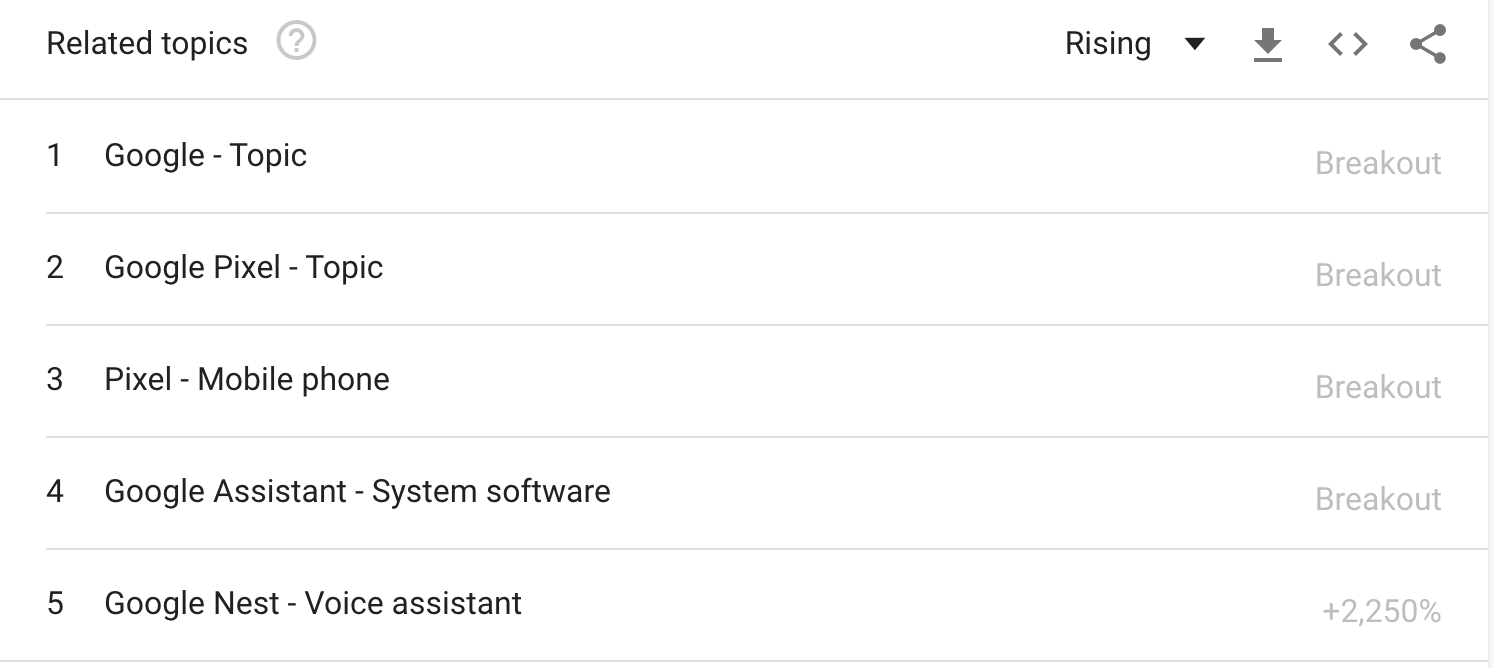 Related topics ?
Rising
1 Google - Topic Breakout
2 Google Pixel - Topic Breakout
3 Pixel - Mobile phone Breakout
4 Google Assistant - System software Breakout
5 Google Nest - Voice assistant +2,250%